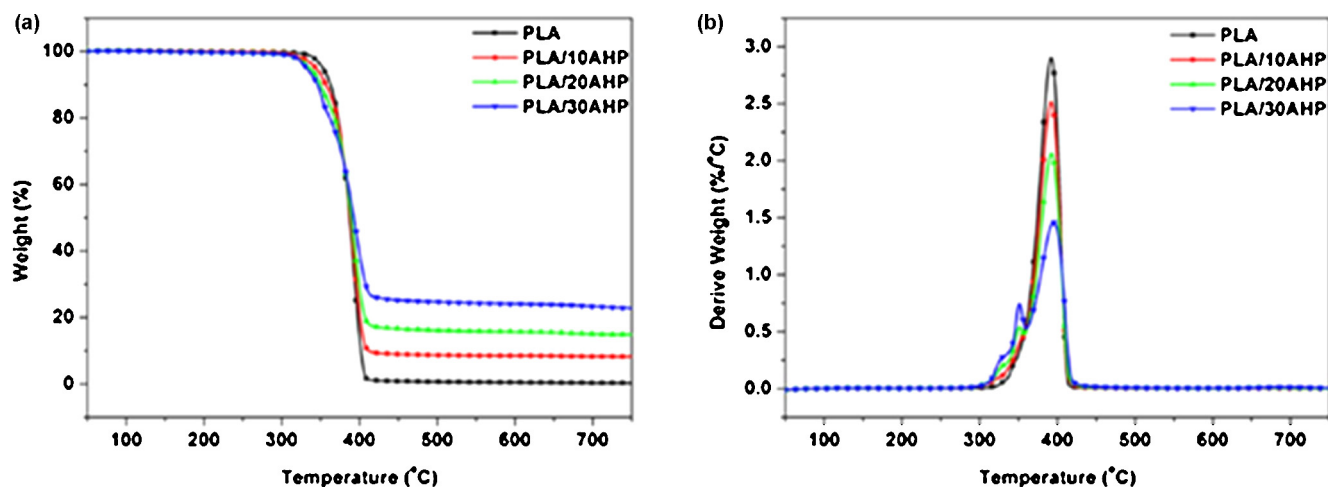 (a)
PLA
PLA/10AHP
PLA/20AHP
PLA/30AHP
100
80
60
40
20
0
Weight (%)
100 200 300 400 500 600 700
Temperature (°C)
(b)
PLA
PLA/10AHP
PLA/20AHP
PLA/30AHP
3.0
2.5
2.0
1.5
1.0
0.5
0.0
Derive Weight (%/°C)
100 200 300 400 500 600 700
Temperature (°C)